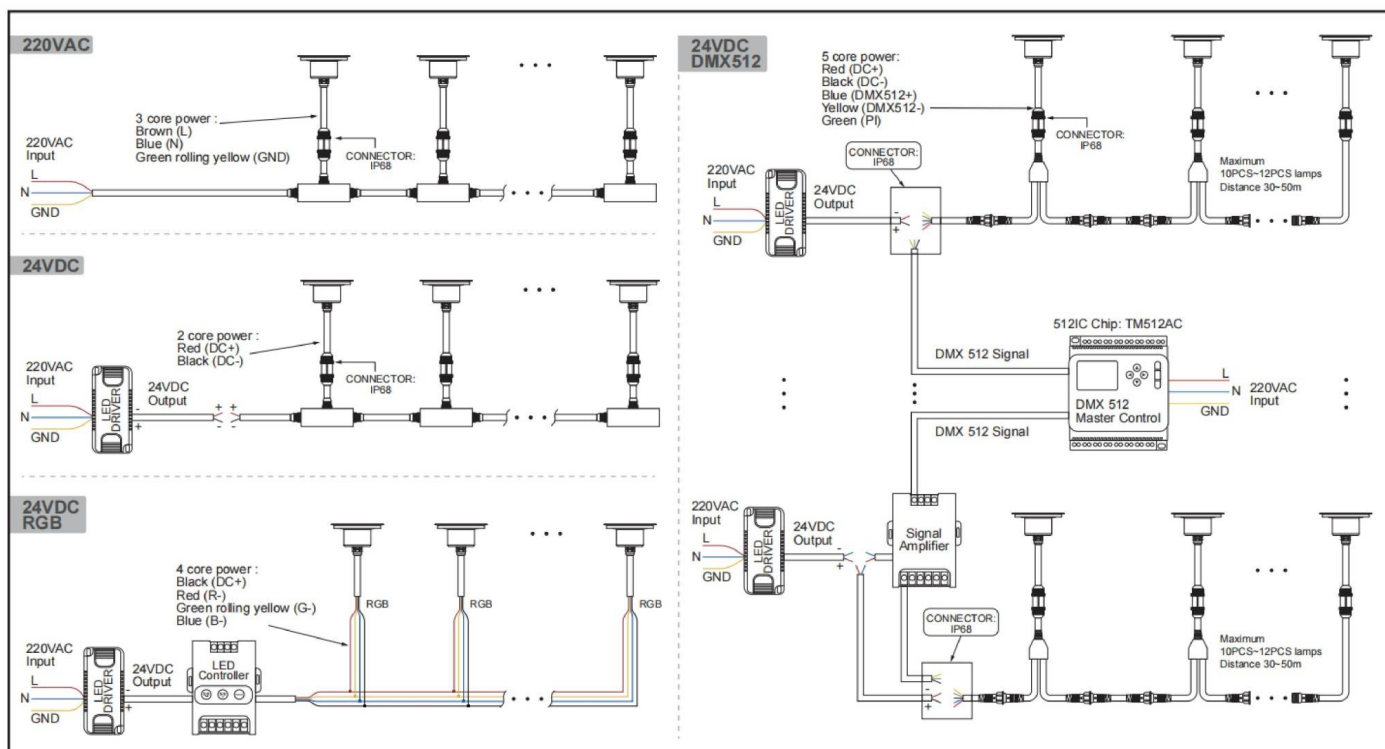 220VAC
3 core power :
Brown (L)
Blue (N)
Green rolling yellow (GND)
CONNECTOR:
IP68
220VAC
Input
L
N
GND
24VDC
2 core power :
Red (DC+)
Black (DC-)
CONNECTOR:
IP68
220VAC
Input
L
N
GND
LED
DRIVER
24VDC
Output
-
+
+ +
- -
24VDC
RGB
4 core power :
Black (DC+)
Red (R-)
Green rolling yellow (G-)
Blue (B-)
RGB
RGB
RGB
220VAC
Input
L
N
GND
LED
DRIVER
24VDC
Output
-
+
LED
Controller
24VDC
DMX512
5 core power:
Red (DC+)
Black (DC-)
Blue (DMX512+)
Yellow (DMX512-)
Green (PI)
CONNECTOR:
IP68
CONNECTOR:
IP68
Maximum
10PCS~12PCS lamps
Distance 30~50m
220VAC
Input
L
N
GND
LED
DRIVER
24VDC
Output
-
+
512IC Chip: TM512AC
DMX 512 Signal
DMX 512
Master Control
L
N
GND
220VAC
Input
DMX 512 Signal
220VAC
Input
L
N
GND
LED
DRIVER
24VDC
Output
-
+
Signal
Amplifier
CONNECTOR:
IP68
-
+
Maximum
10PCS~12PCS lamps
Distance 30~50m